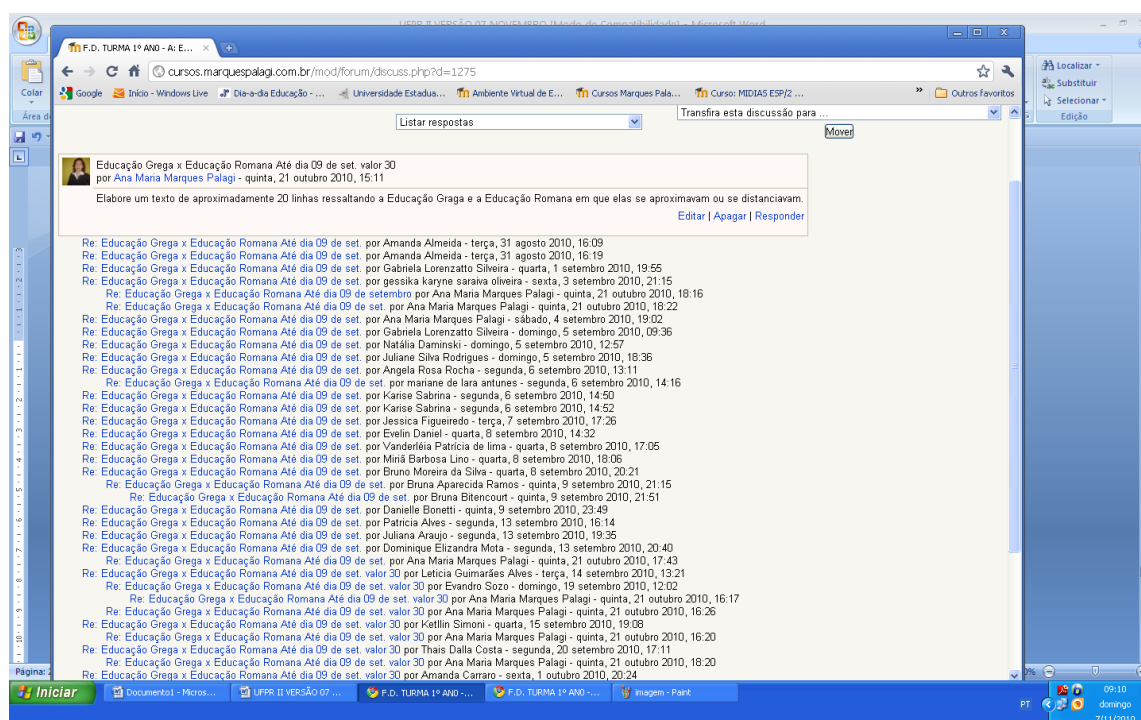 UFPR II VERSÃO 07 NOVEMBRO [Modo de Compatibilidade] - Microsoft Word
F.D. TURMA 1º ANO - A: E...
cursos.marquespalagi.com.br/mod/forum/discuss.php?d=1275
Google Início - Windows Live Dia-a-dia Educação - ... Universidade Estadua... Ambiente Virtual de E... Cursos Marques Pala... Curso: MIDIAS ESP/2 ... » Outros favoritos
Colar
Localizar
Substituir
Selecionar
Edição
Listar respostas
Transfira esta discussão para ...
Mover
Educação Grega x Educação Romana Até dia 09 de set. valor 30
por Ana Maria Marques Palagi - quinta, 21 outubro 2010, 15:11
Elabore um texto de aproximadamente 20 linhas ressaltando a Educação Graga e a Educação Romana em que elas se aproximavam ou se distanciavam.
Editar | Apagar | Responder
Re: Educação Grega x Educação Romana Até dia 09 de set. por Amanda Almeida - terça, 31 agosto 2010, 16:09
Re: Educação Grega x Educação Romana Até dia 09 de set. por Amanda Almeida - terça, 31 agosto 2010, 16:19
Re: Educação Grega x Educação Romana Até dia 09 de set. por Gabriela Lorenzatto Silveira - quarta, 1 setembro 2010, 19:55
Re: Educação Grega x Educação Romana Até dia 09 de set. por gessika karyne saraiva oliveira - sexta, 3 setembro 2010, 21:15
Re: Educação Grega x Educação Romana Até dia 09 de setembro por Ana Maria Marques Palagi - quinta, 21 outubro 2010, 18:16
Re: Educação Grega x Educação Romana Até dia 09 de set. por Ana Maria Marques Palagi - quinta, 21 outubro 2010, 18:22
Re: Educação Grega x Educação Romana Até dia 09 de set. por Ana Maria Marques Palagi - sábado, 4 setembro 2010, 19:02
Re: Educação Grega x Educação Romana Até dia 09 de set. por Gabriela Lorenzatto Silveira - domingo, 5 setembro 2010, 09:36
Re: Educação Grega x Educação Romana Até dia 09 de set. por Natália Daminski - domingo, 5 setembro 2010, 12:57
Re: Educação Grega x Educação Romana Até dia 09 de set. por Juliane Silva Rodrigues - domingo, 5 setembro 2010, 18:36
Re: Educação Grega x Educação Romana Até dia 09 de set. por Angela Rosa Rocha - segunda, 6 setembro 2010, 13:11
Re: Educação Grega x Educação Romana Até dia 09 de set. por mariane de lara antunes - segunda, 6 setembro 2010, 14:16
Re: Educação Grega x Educação Romana Até dia 09 de set. por Karise Sabrina - segunda, 6 setembro 2010, 14:50
Re: Educação Grega x Educação Romana Até dia 09 de set. por Karise Sabrina - segunda, 6 setembro 2010, 14:52
Re: Educação Grega x Educação Romana Até dia 09 de set. por Jessica Figueiredo - terça, 7 setembro 2010, 17:26
Re: Educação Grega x Educação Romana Até dia 09 de set. por Evelin Daniel - quarta, 8 setembro 2010, 14:32
Re: Educação Grega x Educação Romana Até dia 09 de set. por Vanderléia Patrícia de lima - quarta, 8 setembro 2010, 17:05
Re: Educação Grega x Educação Romana Até dia 09 de set. por Miriã Barbosa Lino - quarta, 8 setembro 2010, 18:06
Re: Educação Grega x Educação Romana Até dia 09 de set. por Bruno Moreira da Silva - quarta, 8 setembro 2010, 20:21
Re: Educação Grega x Educação Romana Até dia 09 de set. por Bruna Aparecida Ramos - quinta, 9 setembro 2010, 21:15
Re: Educação Grega x Educação Romana Até dia 09 de set. por Bruna Bitencourt - quinta, 9 setembro 2010, 21:51
Re: Educação Grega x Educação Romana Até dia 09 de set. por Danielle Bonetti - quinta, 9 setembro 2010, 23:49
Re: Educação Grega x Educação Romana Até dia 09 de set. por Patricia Alves - segunda, 13 setembro 2010, 16:14
Re: Educação Grega x Educação Romana Até dia 09 de set. por Juliana Araujo - segunda, 13 setembro 2010, 19:35
Re: Educação Grega x Educação Romana Até dia 09 de set. por Dominique Elizandra Mota - segunda, 13 setembro 2010, 20:40
Re: Educação Grega x Educação Romana Até dia 09 de set. por Ana Maria Marques Palagi - quinta, 21 outubro 2010, 17:43
Re: Educação Grega x Educação Romana Até dia 09 de set. valor 30 por Leticia Guimarães Alves - terça, 14 setembro 2010, 13:21
Re: Educação Grega x Educação Romana Até dia 09 de set. valor 30 por Evandro Sozo - domingo, 19 setembro 2010, 12:02
Re: Educação Grega x Educação Romana Até dia 09 de set. valor 30 por Ana Maria Marques Palagi - quinta, 21 outubro 2010, 16:17
Re: Educação Grega x Educação Romana Até dia 09 de set. valor 30 por Ana Maria Marques Palagi - quinta, 21 outubro 2010, 16:26
Re: Educação Grega x Educação Romana Até dia 09 de set. valor 30 por Ketllin Simoni - quarta, 15 setembro 2010, 19:08
Re: Educação Grega x Educação Romana Até dia 09 de set. valor 30 por Ana Maria Marques Palagi - quinta, 21 outubro 2010, 16:20
Re: Educação Grega x Educação Romana Até dia 09 de set. valor 30 por Thais Dalla Costa - segunda, 20 setembro 2010, 17:11
Re: Educação Grega x Educação Romana Até dia 09 de set. valor 30 por Ana Maria Marques Palagi - quinta, 21 outubro 2010, 18:20
Re: Educação Grega x Educação Romana Até dia 09 de set. valor 30 por Amanda Carraro - sexta, 1 outubro 2010, 20:24
Iniciar Documento1 - Micros... UFPR II VERSÃO 07 ... F.D. TURMA 1º ANO -... F.D. TURMA 1º ANO -... imagem - Paint
PT
09:10
domingo
7/11/2010